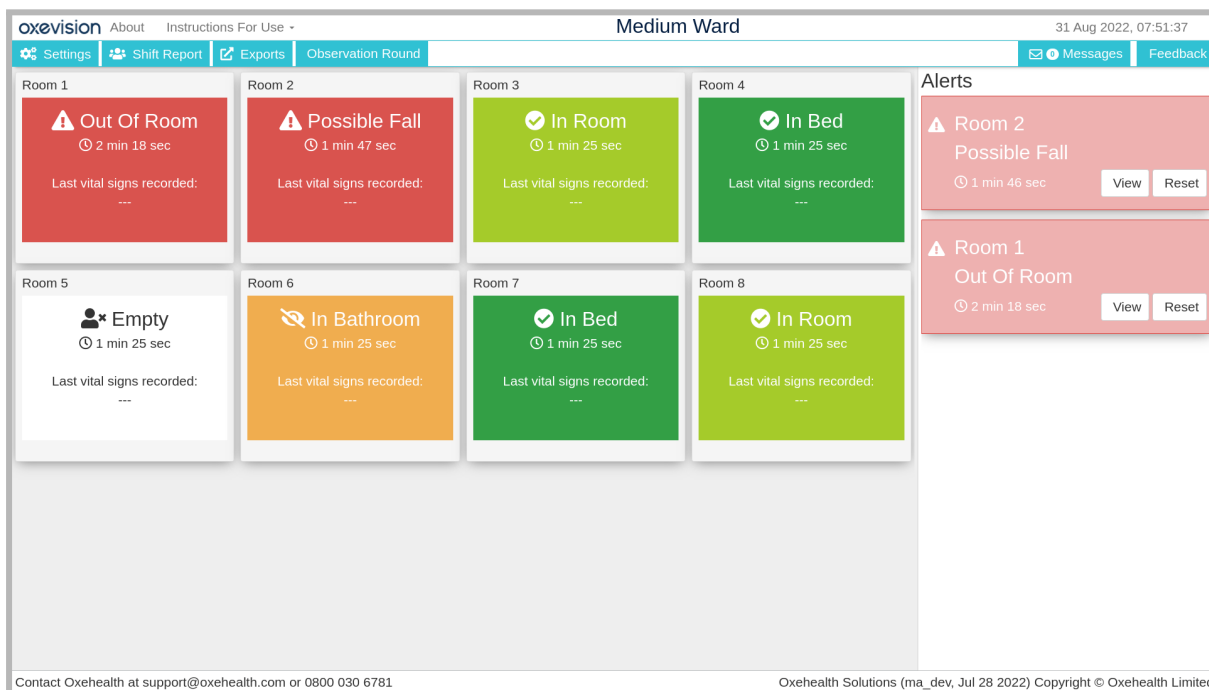 oxevision About Instructions For Use
Medium Ward
31 Aug 2022, 07:51:37
Settings Shift Report Exports Observation Round
0 Messages Feedback
Room 1
Out Of Room
2 min 18 sec
Last vital signs recorded:
---
Room 2
Possible Fall
1 min 47 sec
Last vital signs recorded:
---
Room 3
In Room
1 min 25 sec
Last vital signs recorded:
---
Room 4
In Bed
1 min 25 sec
Last vital signs recorded:
---
Room 5
Empty
1 min 25 sec
Last vital signs recorded:
---
Room 6
In Bathroom
1 min 25 sec
Last vital signs recorded:
---
Room 7
In Bed
1 min 25 sec
Last vital signs recorded:
---
Room 8
In Room
1 min 25 sec
Last vital signs recorded:
---
Alerts
Room 2
Possible Fall
1 min 46 sec View Reset
Room 1
Out Of Room
2 min 18 sec View Reset
Contact Oxehealth at support@oxehealth.com or 0800 030 6781
Oxehealth Solutions (ma_dev, Jul 28 2022) Copyright © Oxehealth Limited